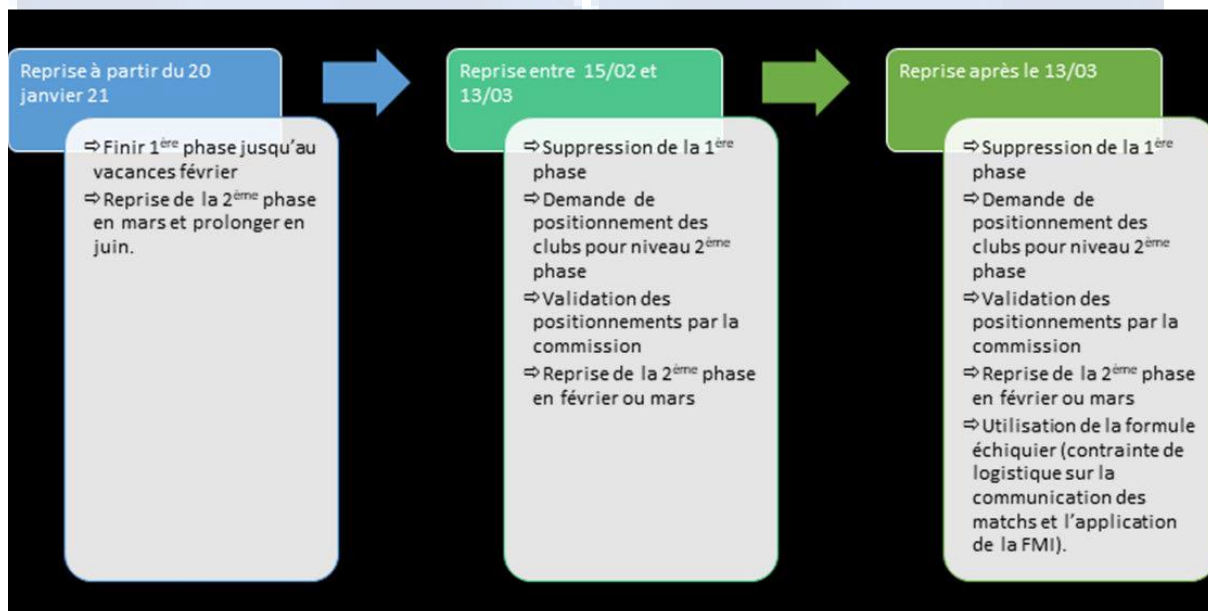 Reprise à partir du 20
janvier 21
⇨Finir 1ère phase jusqu'au
vacances février
⇨Reprise de la 2ème phase
en mars et prolonger en
juin.
Reprise entre 15/02 et
13/03
⇨Suppression de la 1ère
phase
⇨Demande de
positionnement des
clubs pour niveau 2ème
phase
⇨Validation des
positionnements par la
commission
⇨Reprise de la 2ème phase
en février ou mars
Reprise après le 13/03
⇨Suppression de la 1ère
phase
⇨Demande de
positionnement des
clubs pour niveau 2ème
phase
⇨Validation des
positionnements par la
commission
⇨Reprise de la 2ème phase
en février ou mars
⇨Utilisation de la formule
échiquier (contrainte de
logistique sur la
communication des
matchs et l'application
de la FMI).